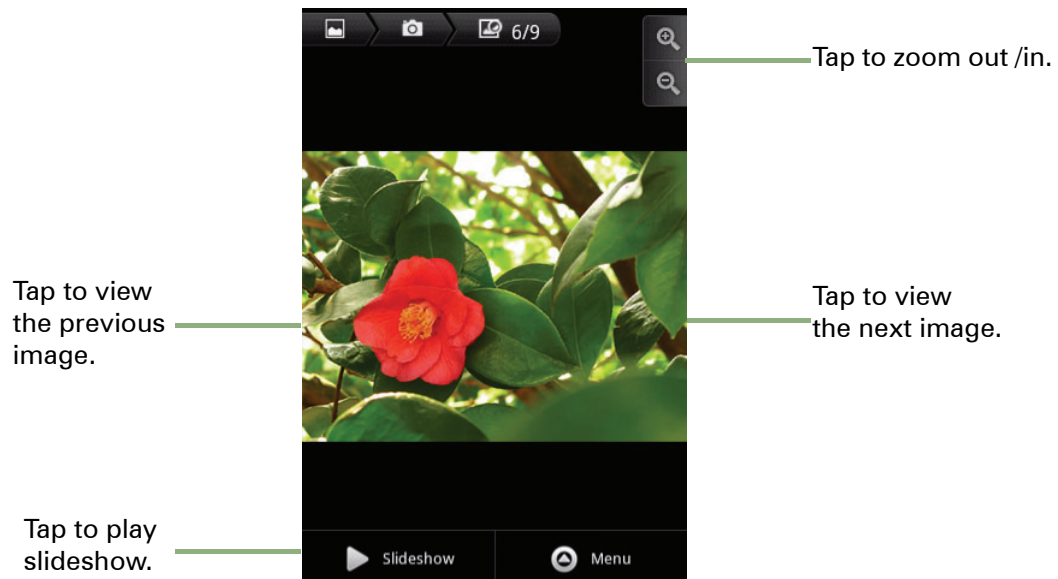 6/9
Tap to zoom out /in.
Tap to view
the previous
image.
Tap to view
the next image.
Tap to play
slideshow.
Slideshow
Menu